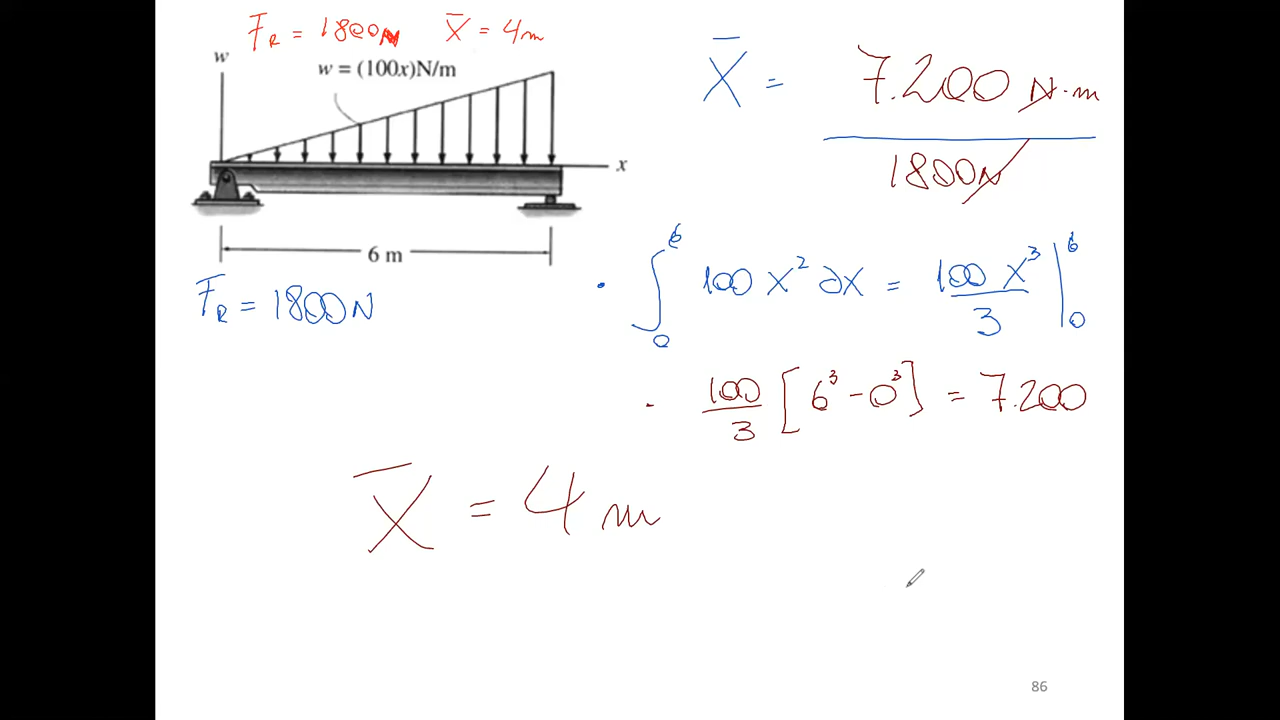 F_R = 1800N X̄ = 4m
w
w = (100x)N/m
x
6 m
F_R = 1800N
X̄ = 7.200 N·m / 1800N
· ∫₀⁶ 100 x² ∂x = 100 x³ / 3 |₀⁶
· 100/3 [6³ - 0³] = 7.200
X̄ = 4 m
86